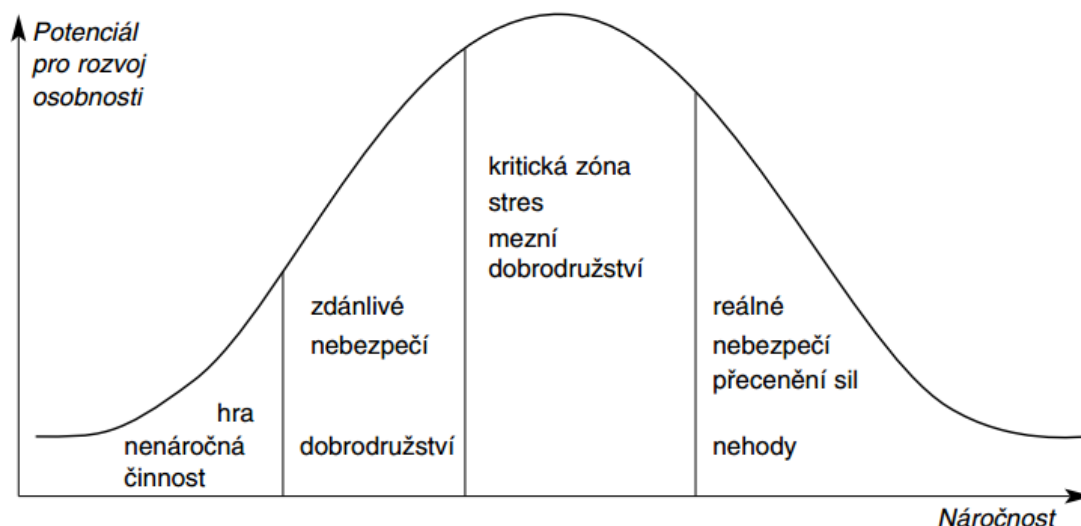 Potenciál
pro rozvoj
osobnosti
kritická zóna
stres
mezní
dobrodružství
zdánlivé
nebezpečí
reálné
nebezpečí
přecenění sil
hra
nenáročná
činnost
dobrodružství
nehody
Náročnost